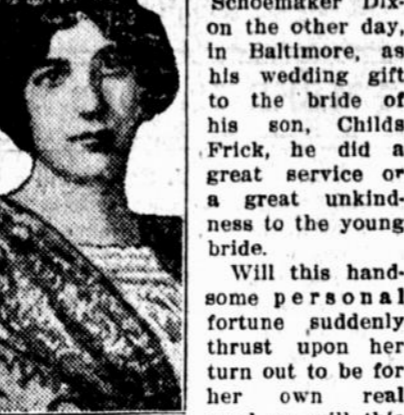 Schoemaker Dix-
on the other day,
in Baltimore, as
his wedding gift
to the bride of
his son, Childs
Frick, he did a
great service or
a great unkind-
ness to the young
bride.
Will this hand-
some personal
fortune suddenly
thrust upon her
turn out to be for
her own real